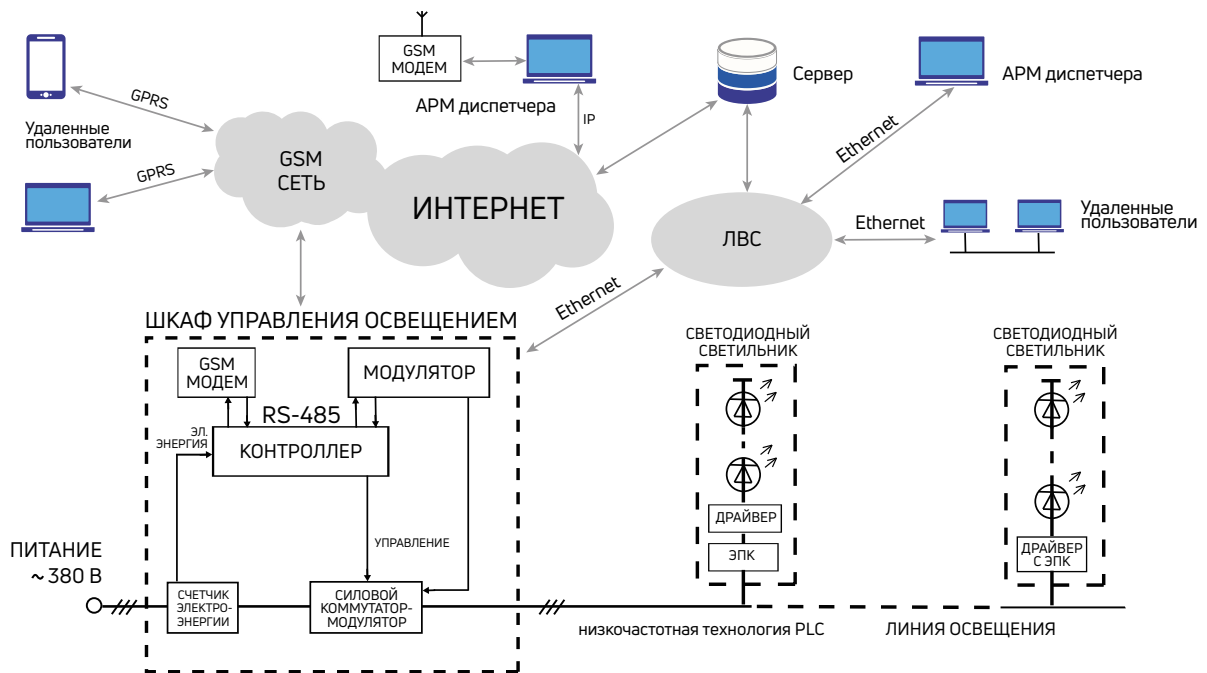 GSM
МОДЕМ
АРМ диспетчера
Сервер
АРМ диспетчера
GPRS
Удаленные
пользователи
IP
Ethernet
GSM
СЕТЬ
GPRS
ИНТЕРНЕТ
ЛВС
Ethernet
Удаленные
пользователи
Ethernet
ШКАФ УПРАВЛЕНИЯ ОСВЕЩЕНИЕМ
GSM
МОДЕМ
МОДУЛЯТОР
RS-485
ЭЛ.
ЭНЕРГИЯ
КОНТРОЛЛЕР
УПРАВЛЕНИЕ
ПИТАНИЕ
~ 380 В
СЧЕТЧИК
ЭЛЕКТРО-
ЭНЕРГИИ
СИЛОВОЙ
КОММУТАТОР-
МОДУЛЯТОР
СВЕТОДИОДНЫЙ
СВЕТИЛЬНИК
ДРАЙВЕР
ЭПК
СВЕТОДИОДНЫЙ
СВЕТИЛЬНИК
ДРАЙВЕР
С ЭПК
низкочастотная технология PLC
ЛИНИЯ ОСВЕЩЕНИЯ